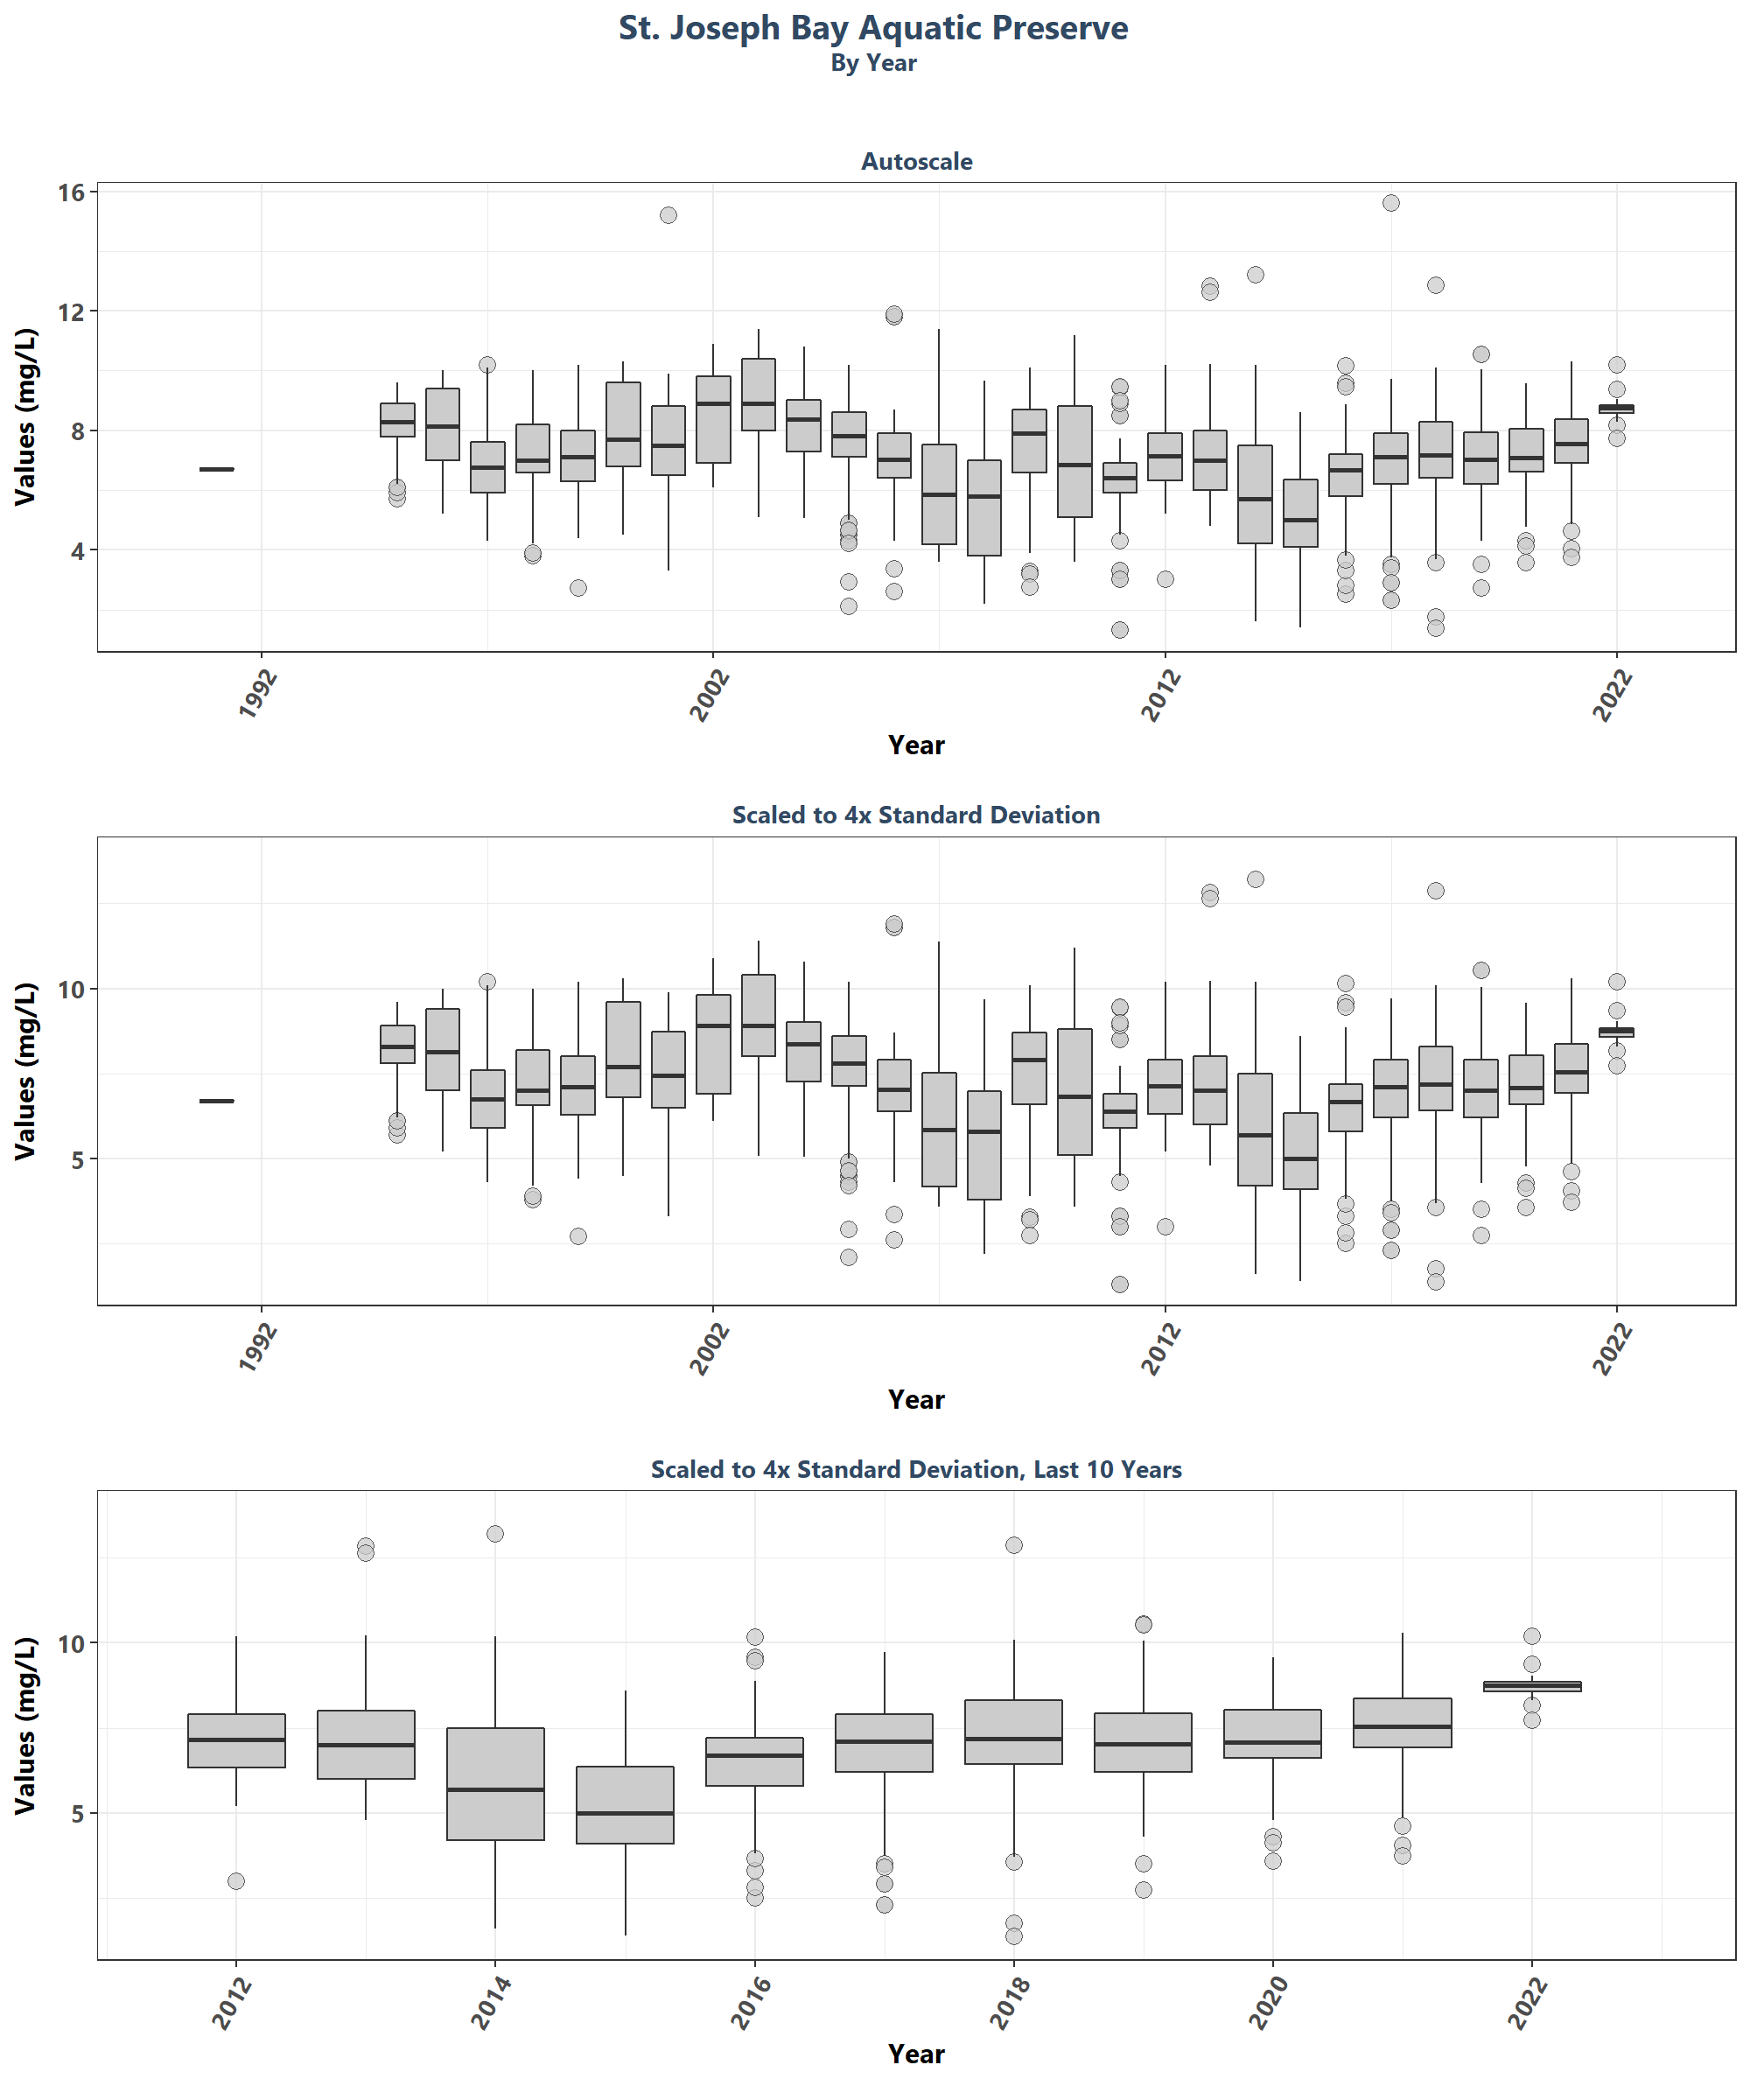 St. Joseph Bay Aquatic Preserve
By Year
Autoscale
16
12
8
4
Values (mg/L)
1992
2002
2012
2022
Year
Scaled to 4x Standard Deviation
10
5
Values (mg/L)
1992
2002
2012
2022
Year
Scaled to 4x Standard Deviation, Last 10 Years
10
5
Values (mg/L)
2012
2014
2016
2018
2020
2022
Year